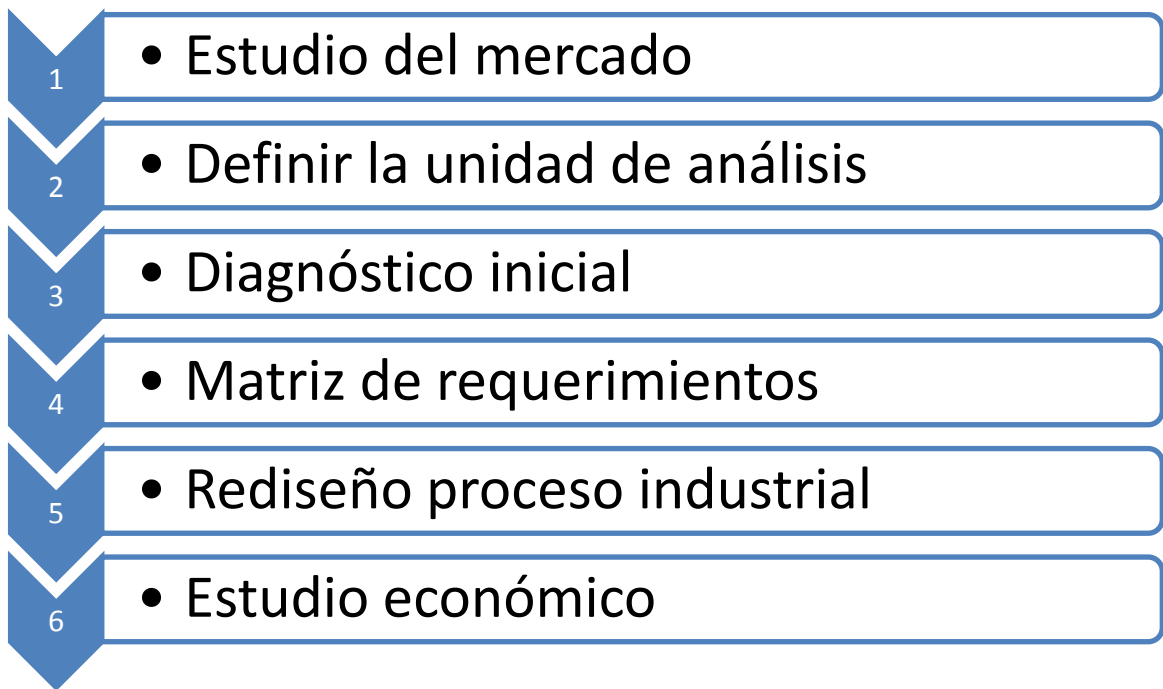 1 • Estudio del mercado
2 • Definir la unidad de análisis
3 • Diagnóstico inicial
4 • Matriz de requerimientos
5 • Rediseño proceso industrial
6 • Estudio económico